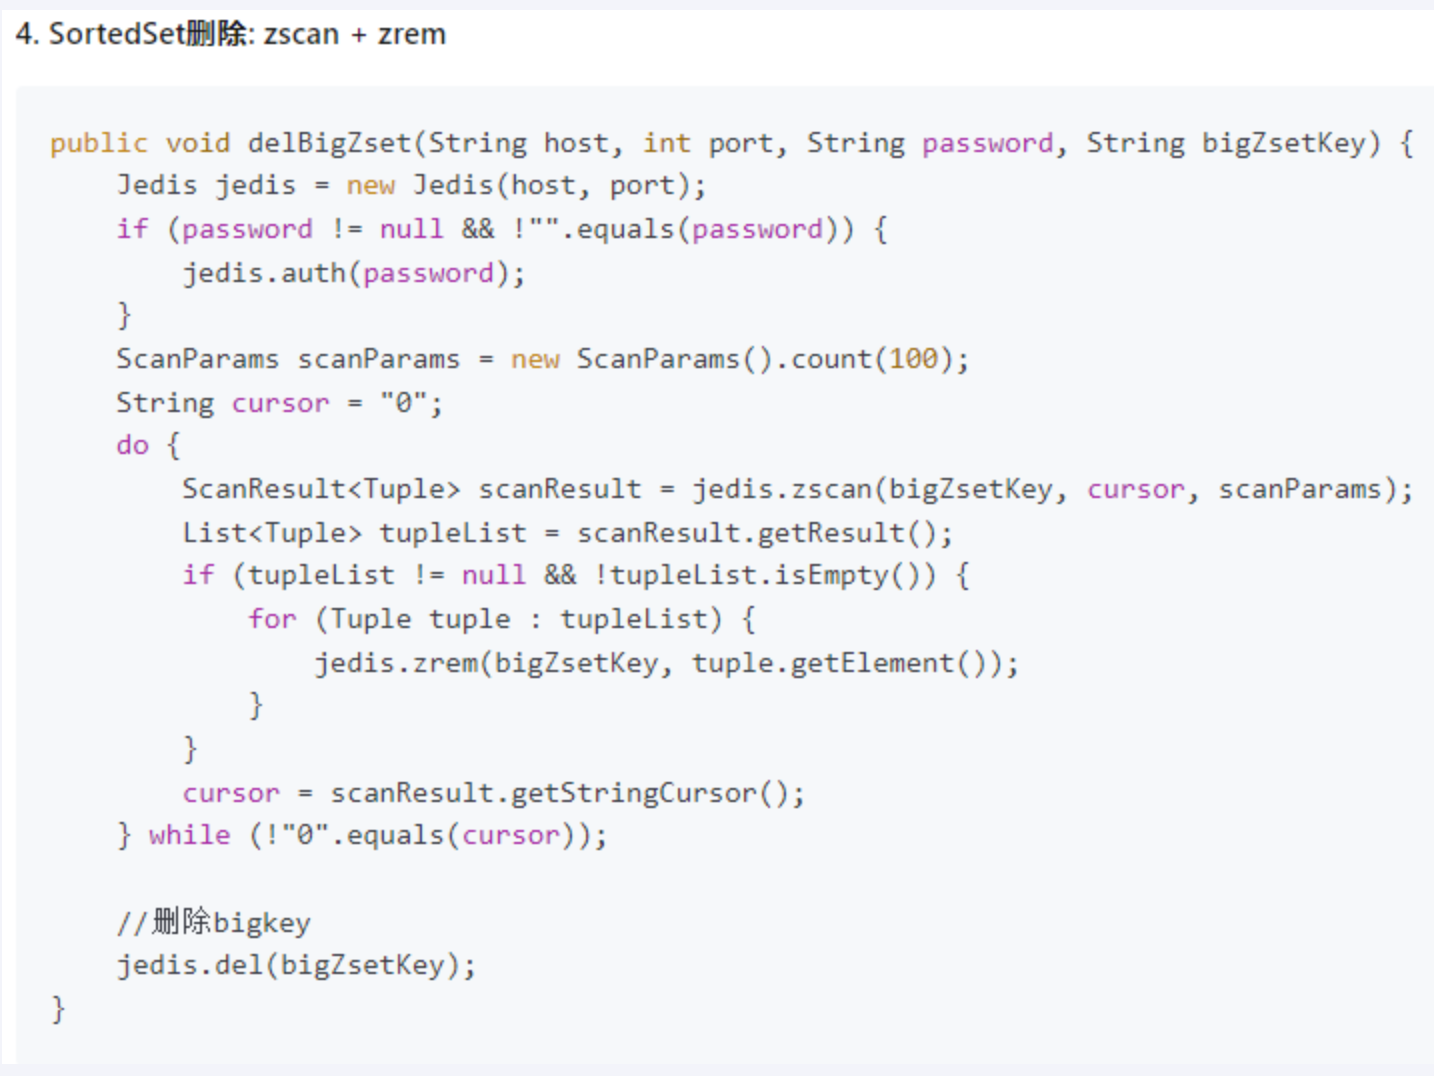 4. SortedSet删除: zscan + zrem
public void delBigZset(String host, int port, String password, String bigZsetKey) {
    Jedis jedis = new Jedis(host, port);
    if (password != null && !"".equals(password)) {
        jedis.auth(password);
    }
    ScanParams scanParams = new ScanParams().count(100);
    String cursor = "0";
    do {
        ScanResult<Tuple> scanResult = jedis.zscan(bigZsetKey, cursor, scanParams);
        List<Tuple> tupleList = scanResult.getResult();
        if (tupleList != null && !tupleList.isEmpty()) {
            for (Tuple tuple : tupleList) {
                jedis.zrem(bigZsetKey, tuple.getElement());
            }
        }
        cursor = scanResult.getStringCursor();
    } while (!"0".equals(cursor));
    //删除bigkey
    jedis.del(bigZsetKey);
}